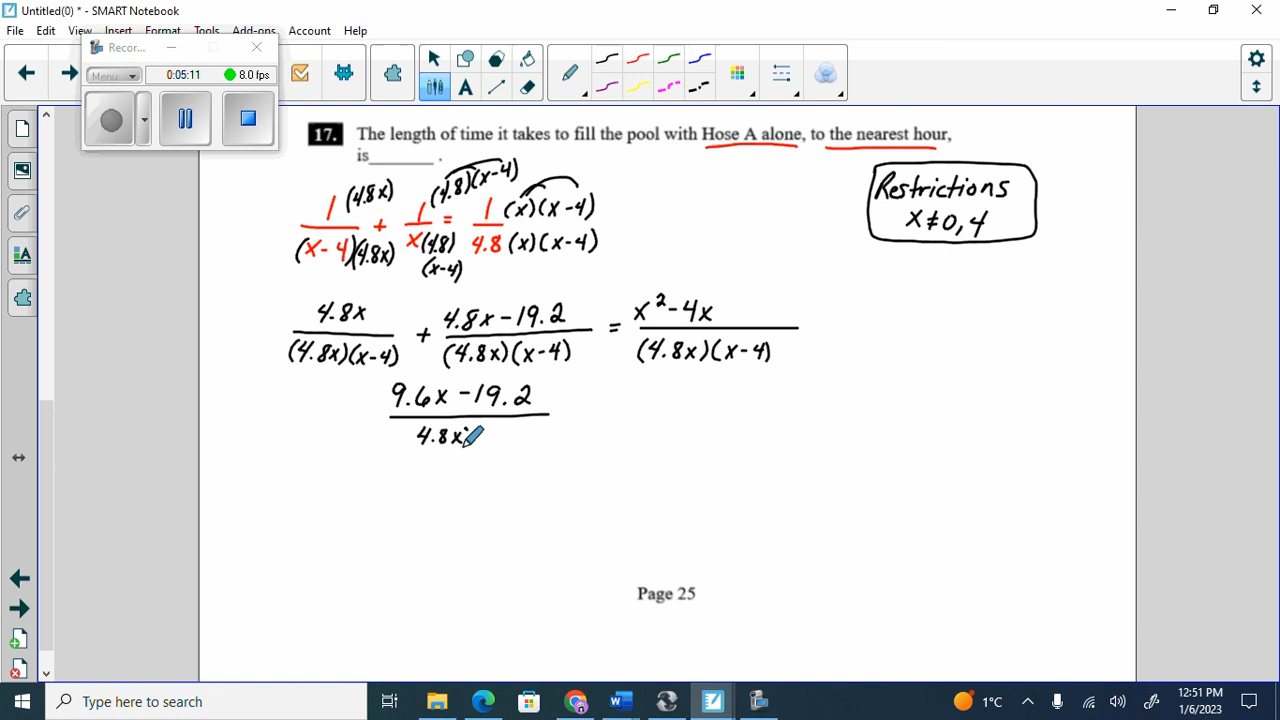 Untitled(0) * - SMART Notebook
File Edit View Insert Format Tools Add-ons Account Help
Recor...
Menu 0:05:11 8.0 fps
17. The length of time it takes to fill the pool with Hose A alone, to the nearest hour,
is_______ .
Restrictions
x ≠ 0, 4
1 (4.8x) + 1 (4.8)(x-4) = 1 (x)(x-4)
(x-4)(4.8x) x(4.8)(x-4) 4.8 (x)(x-4)
4.8x + 4.8x - 19.2 = x² - 4x
(4.8x)(x-4) (4.8x)(x-4) (4.8x)(x-4)
9.6x - 19.2
4.8x
Page 25
Type here to search
1°C
12:51 PM
1/6/2023